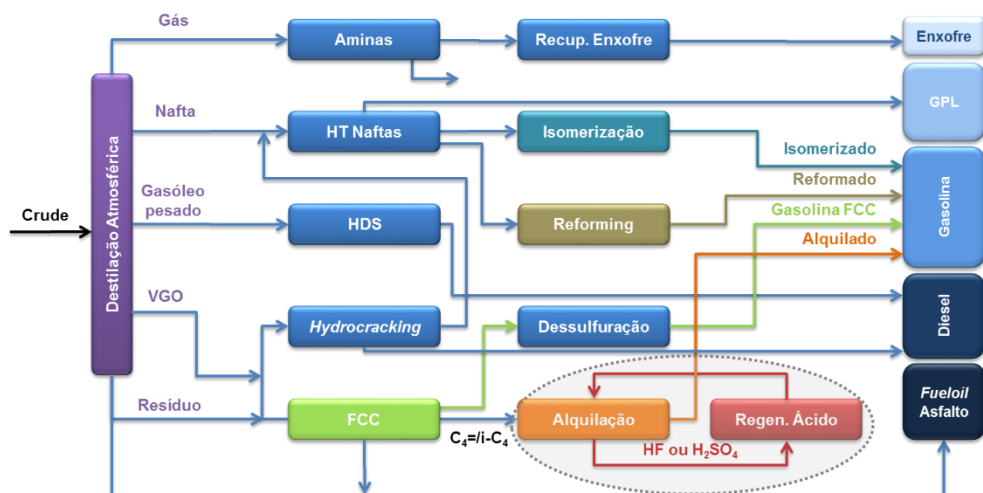 Gás
Aminas
Recup. Enxofre
Enxofre
GPL
Nafta
HT Naftas
Isomerização
Isomerizado
Reformado
Gasóleo
pesado
Crude
HDS
Reforming
Gasolina FCC
Alquilado
Gasolina
Destilação Atmosférica
VGO
Hydrocracking
Dessulfuração
Diesel
Resíduo
FCC
C₄=/i-C₄
Alquilação
Regen. Ácido
HF ou H₂SO₄
Fueloil
Asfalto